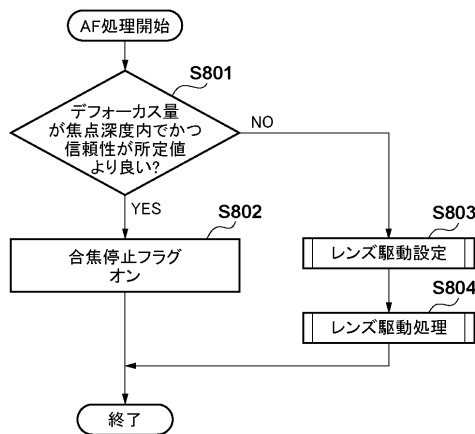 AF処理開始
S801
デフォーカス量
が焦点深度内でかつ
信頼性が所定値
より良い?
NO
YES
S802
合焦停止フラグ
オン
S803
レンズ駆動設定
S804
レンズ駆動処理
終了